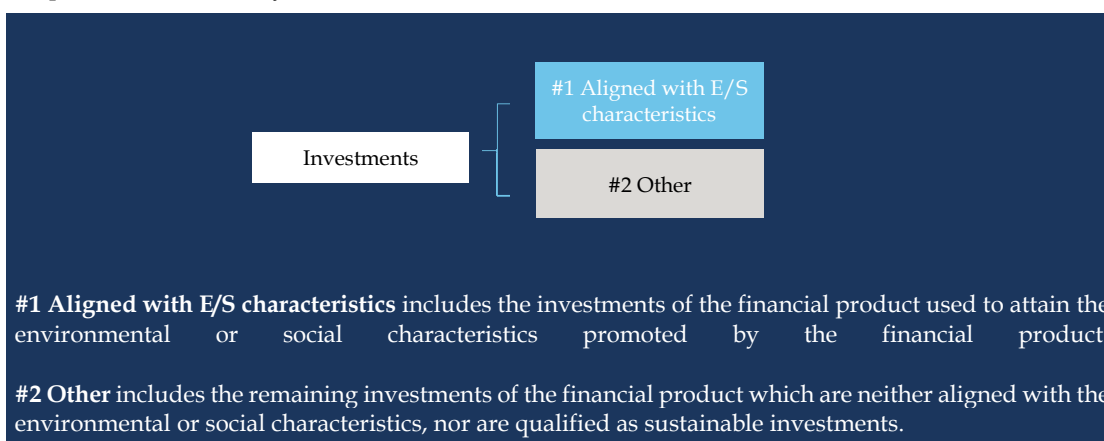 #1 Aligned with E/S
characteristics
Investments
#2 Other
#1 Aligned with E/S characteristics includes the investments of the financial product used to attain the
environmental or social characteristics promoted by the financial product
#2 Other includes the remaining investments of the financial product which are neither aligned with the
environmental or social characteristics, nor are qualified as sustainable investments.